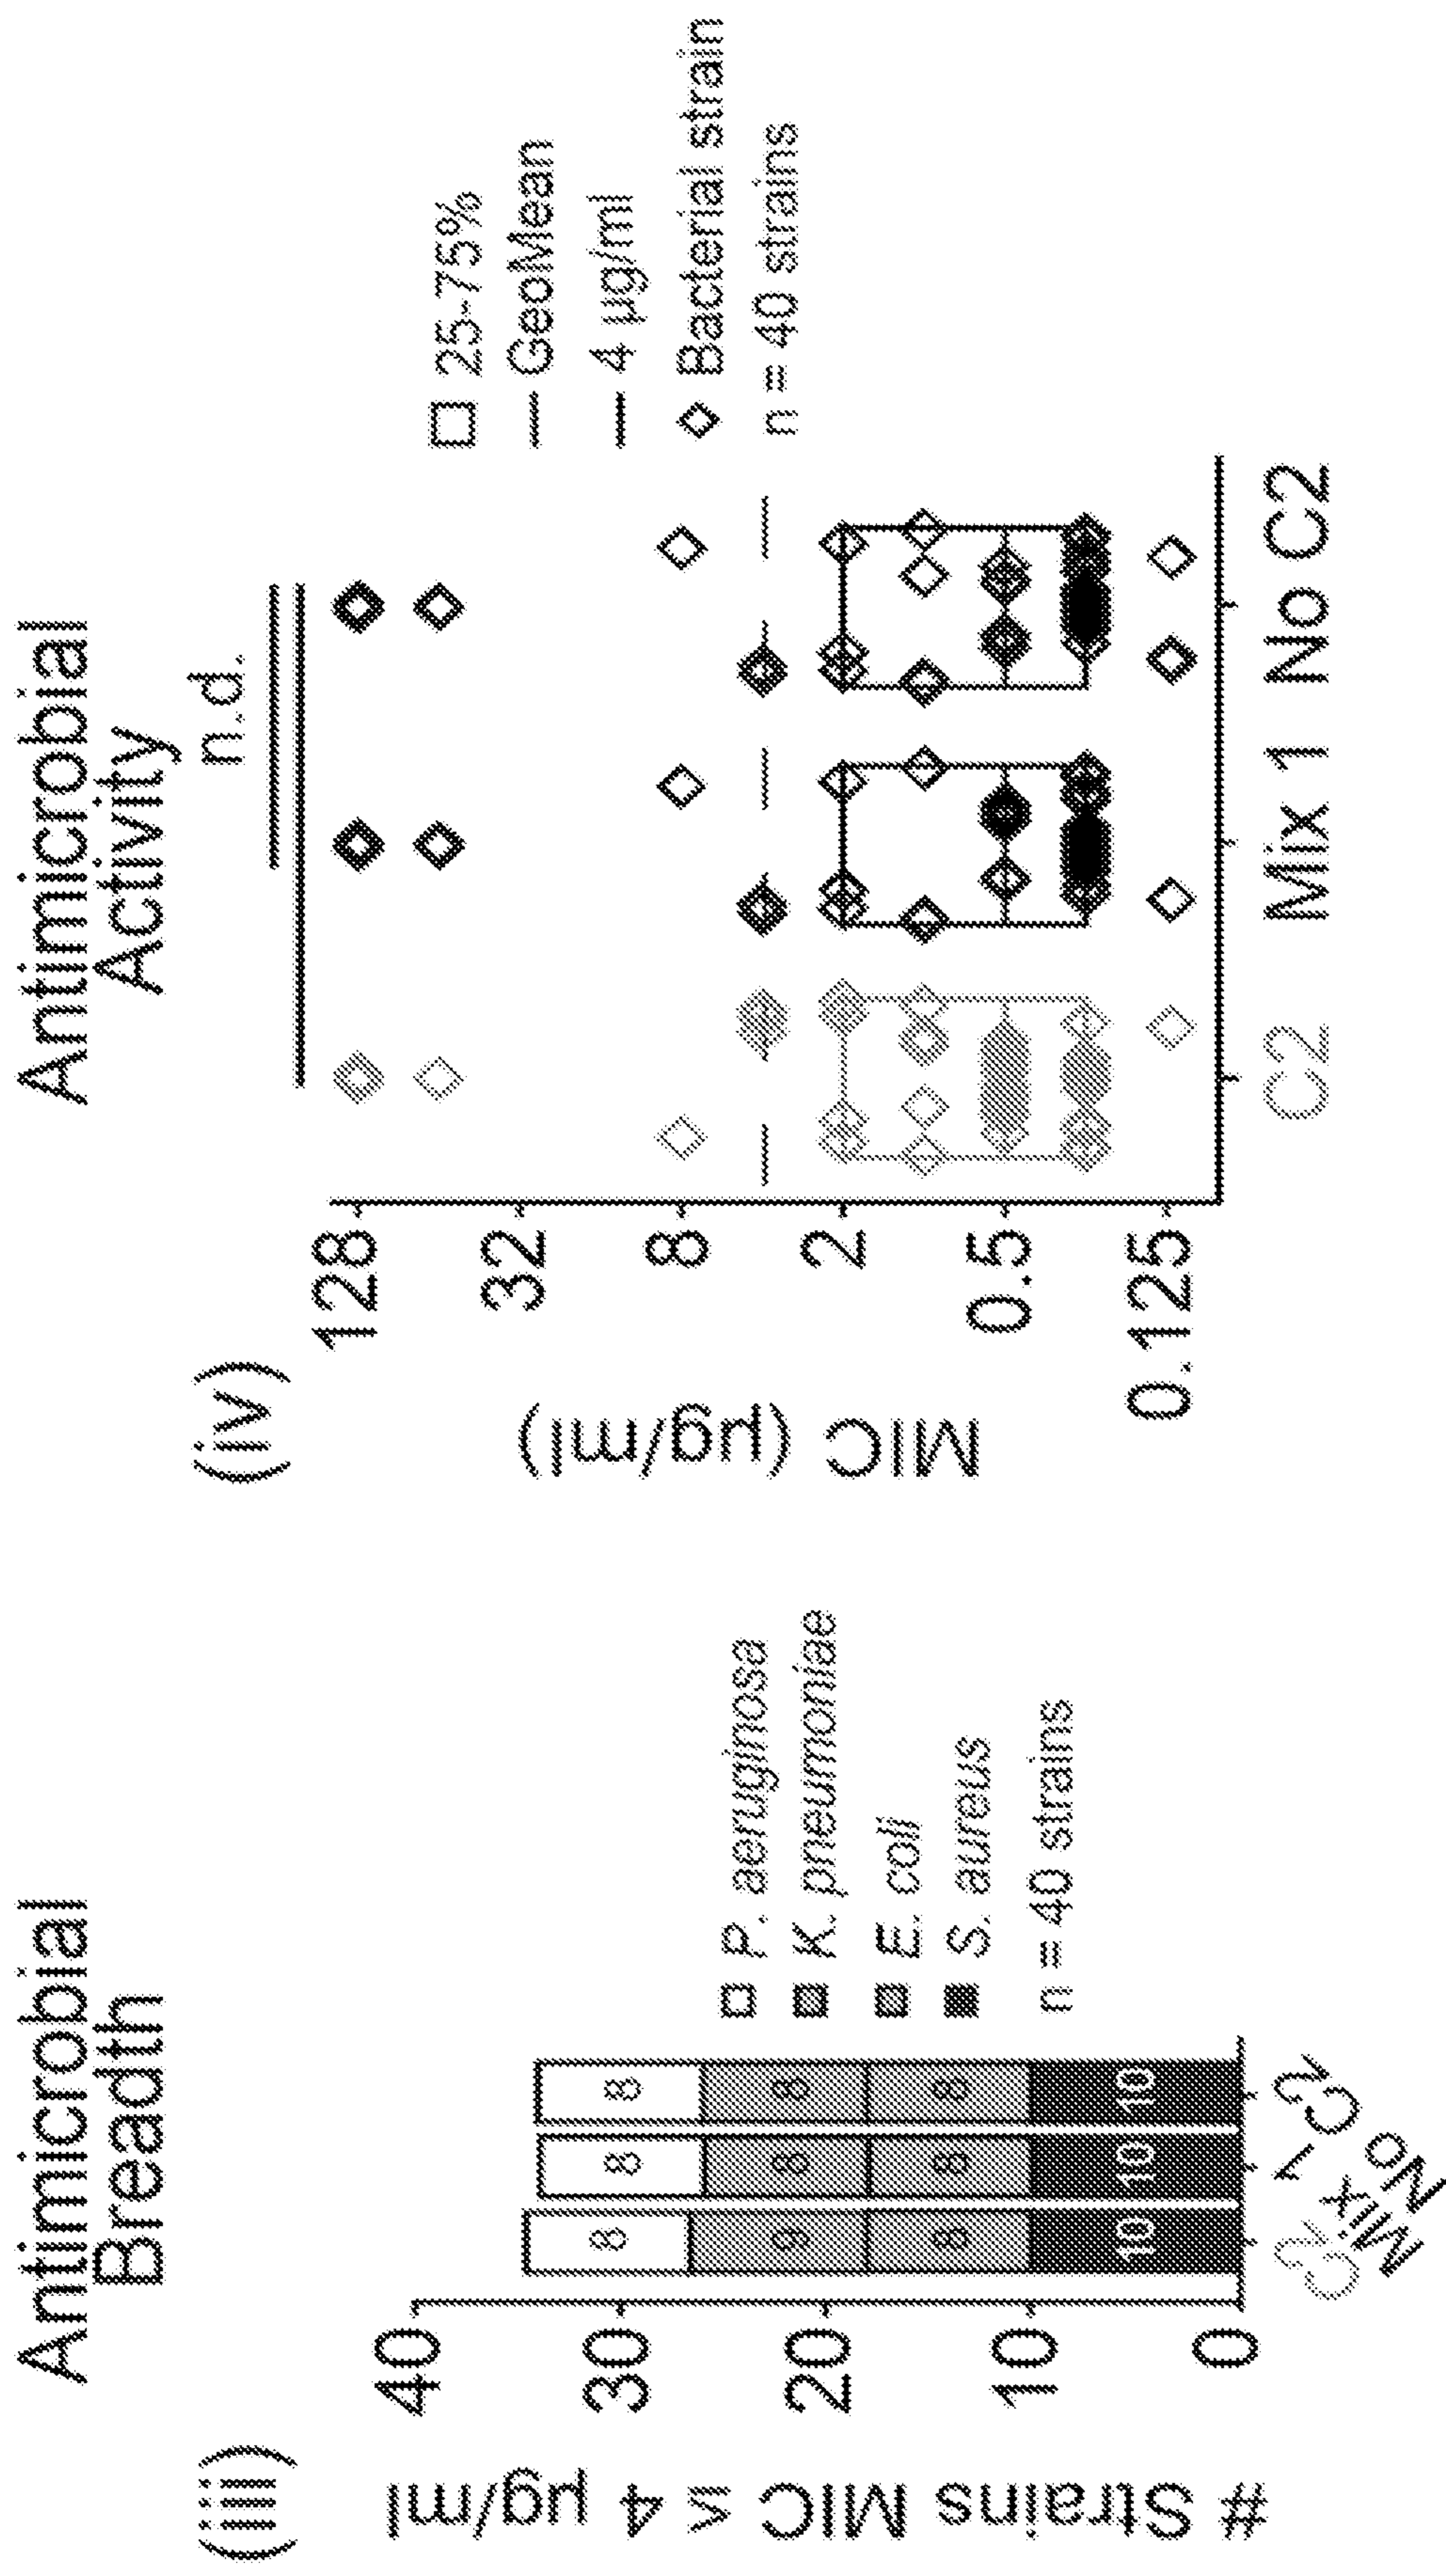 (iii)
Antimicrobial
Breadth
# Strains MIC ≤ 4 µg/ml
40
30
20
10
0
8
9
8
10
8
8
8
10
8
8
8
10
C2
Mix 1
No C2
P. aeruginosa
K. pneumoniae
E. coli
S. aureus
n = 40 strains
(iv)
Antimicrobial
Activity
n.d.
MIC (µg/ml)
128
32
8
2
0.5
0.125
C2
Mix 1
No C2
25-75%
GeoMean
4 µg/ml
Bacterial strain
n = 40 strains